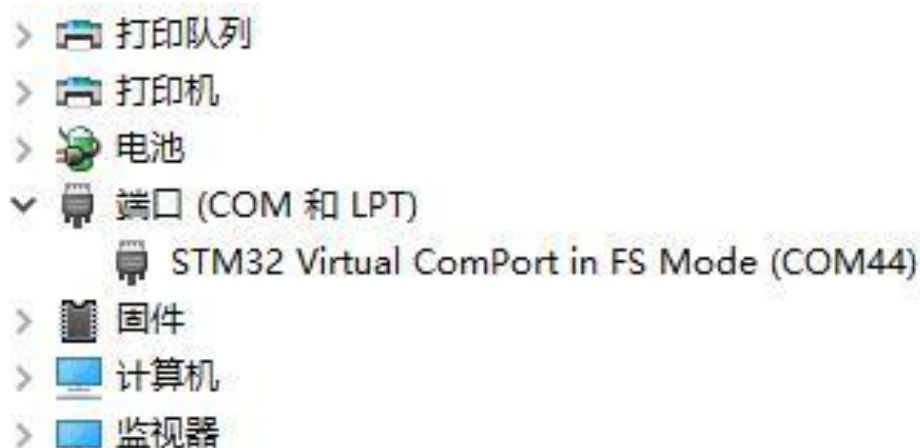 打印队列
打印机
电池
端口 (COM 和 LPT)
STM32 Virtual ComPort in FS Mode (COM44)
固件
计算机
监视器